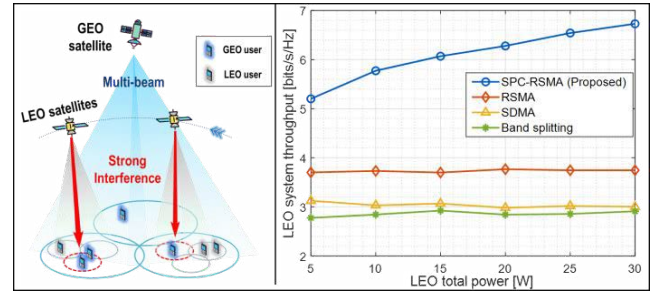 GEO
satellite
GEO user
LEO user
Multi-beam
LEO satellites
Strong
Interference
LEO system throughput [bits/s/Hz]
7
6
5
4
3
2
SPC-RSMA (Proposed)
RSMA
SDMA
Band splitting
5 10 15 20 25 30
LEO total power [W]